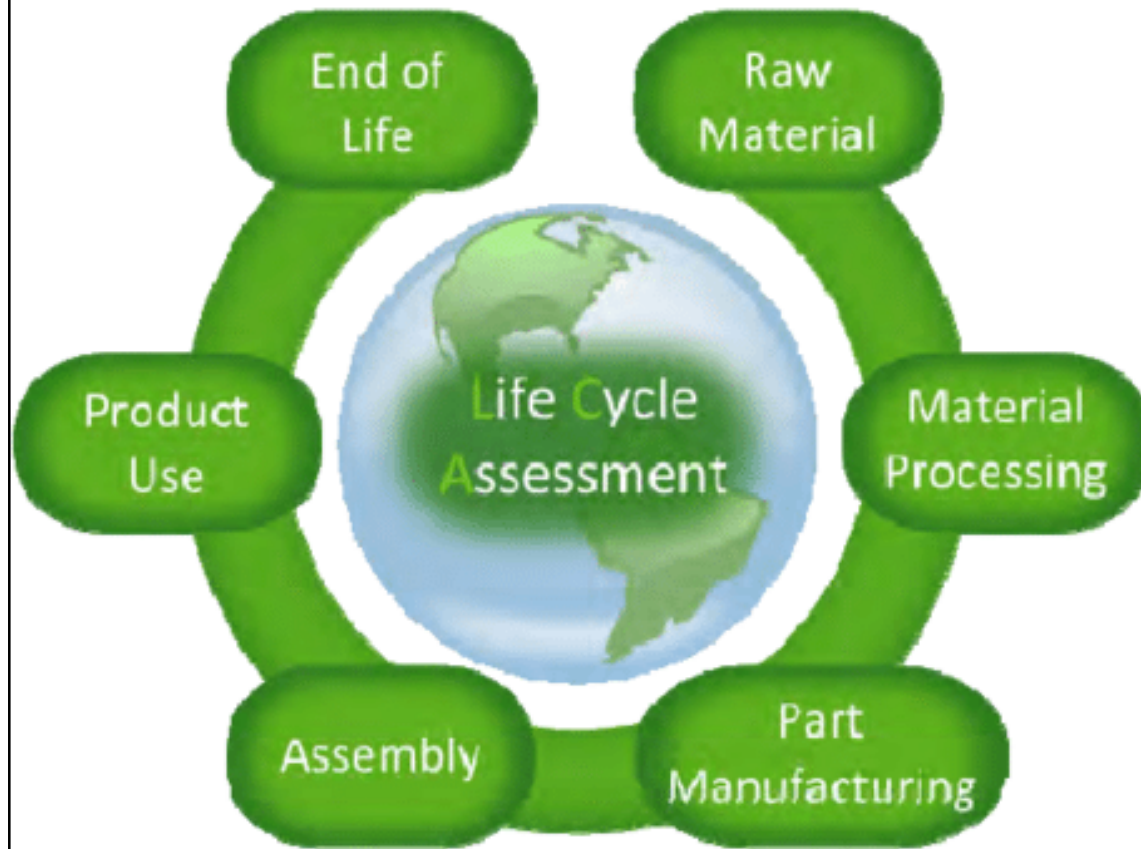 End of
Life
Raw
Material
Product
Use
Life Cycle
Assessment
Material
Processing
Assembly
Part
Manufacturing